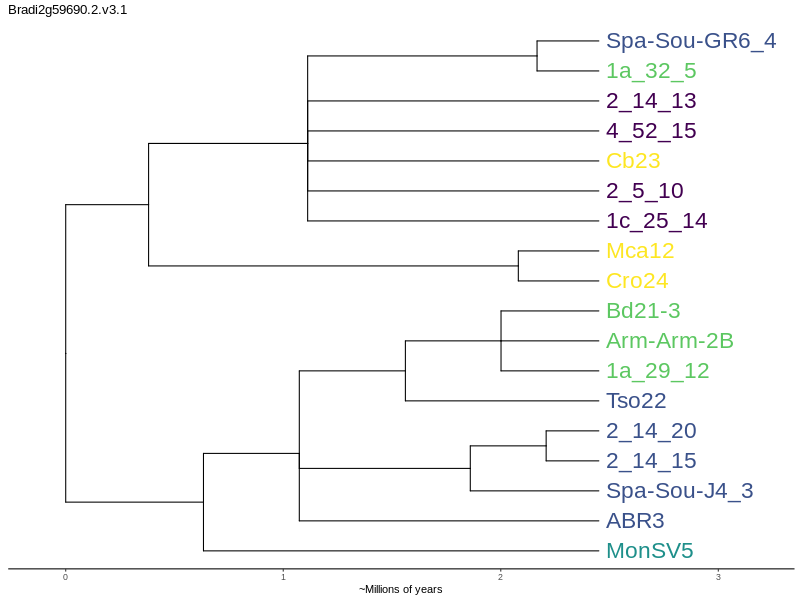 Bradi2g59690.2.v3.1
Spa-Sou-GR6_4
1a_32_5
2_14_13
4_52_15
Cb23
2_5_10
1c_25_14
Mca12
Cro24
Bd21-3
Arm-Arm-2B
1a_29_12
Tso22
2_14_20
2_14_15
Spa-Sou-J4_3
ABR3
MonSV5
0 1 2 3
~Millions of years